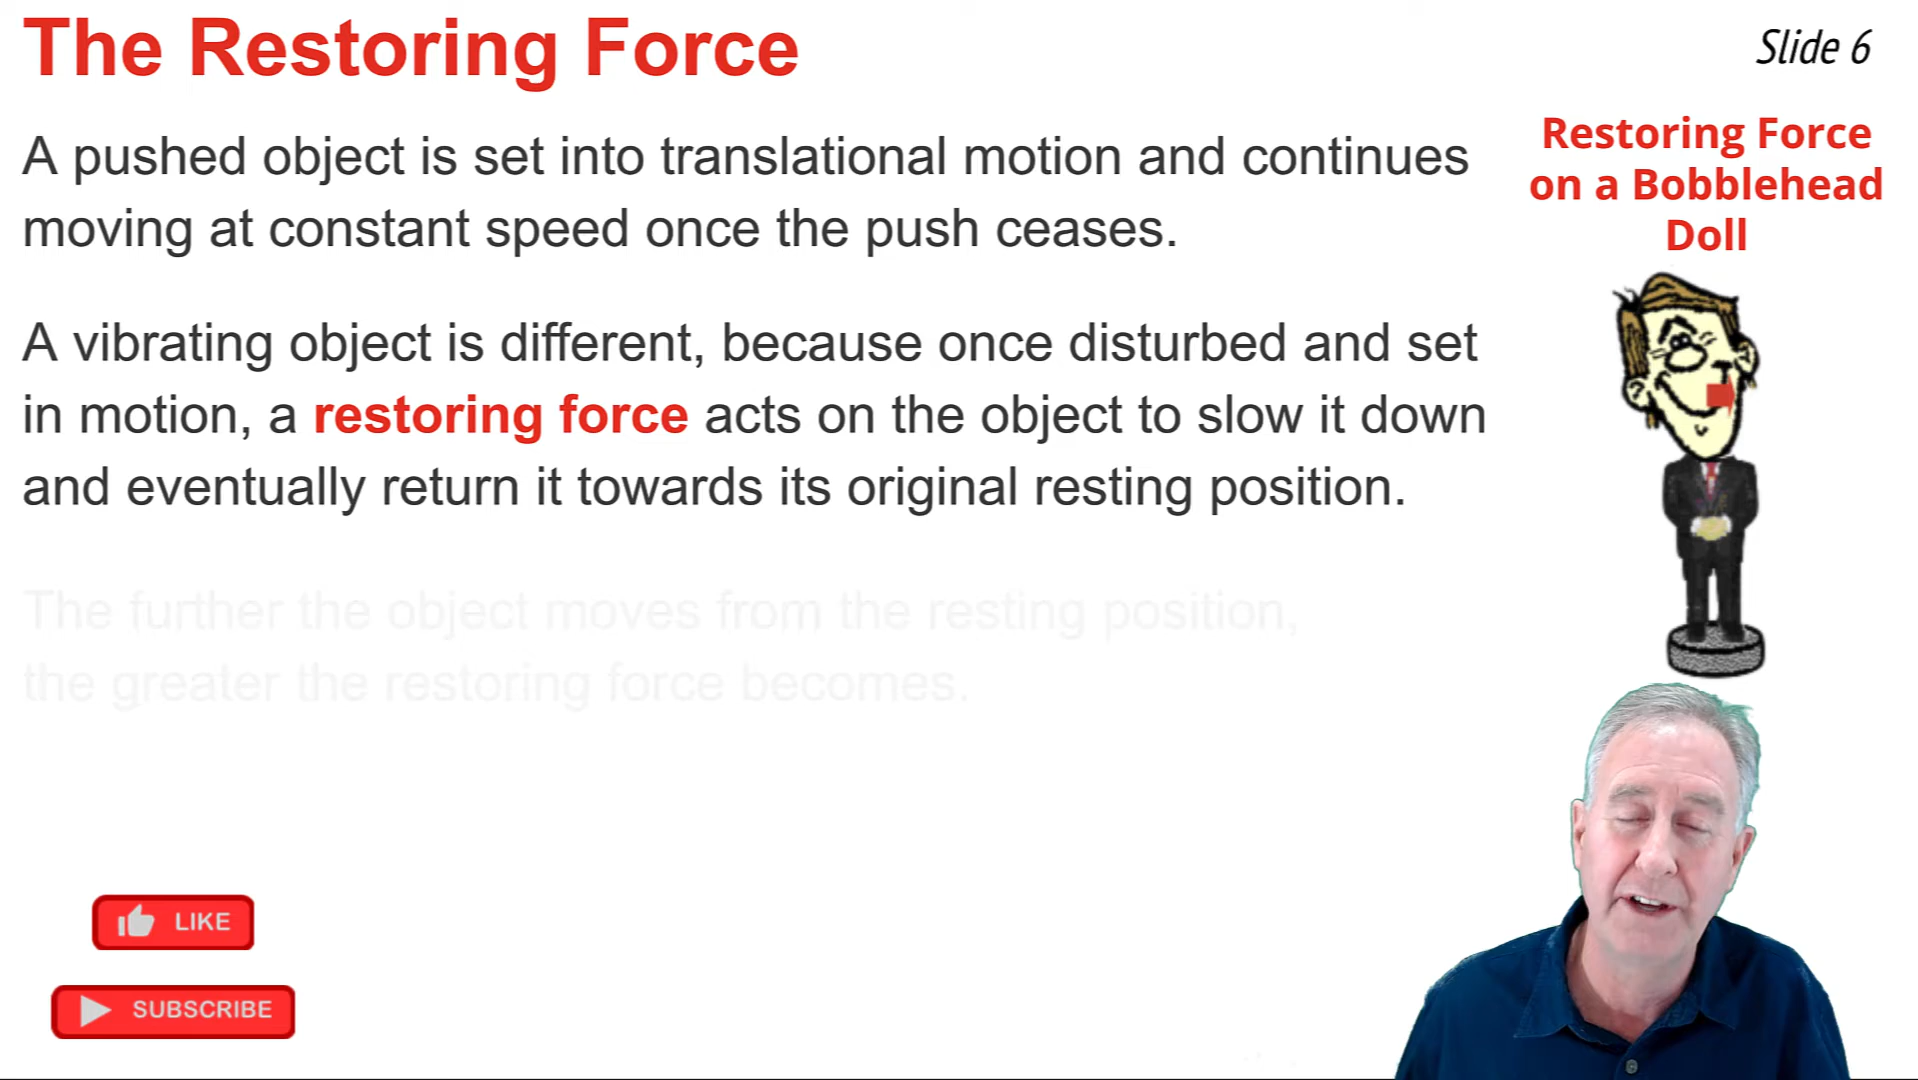 The Restoring Force
Slide 6
A pushed object is set into translational motion and continues
moving at constant speed once the push ceases.
A vibrating object is different, because once disturbed and set
in motion, a restoring force acts on the object to slow it down
and eventually return it towards its original resting position.
The further the object moves from the resting position,
the greater the restoring force becomes.
Restoring Force
on a Bobblehead
Doll
LIKE
SUBSCRIBE